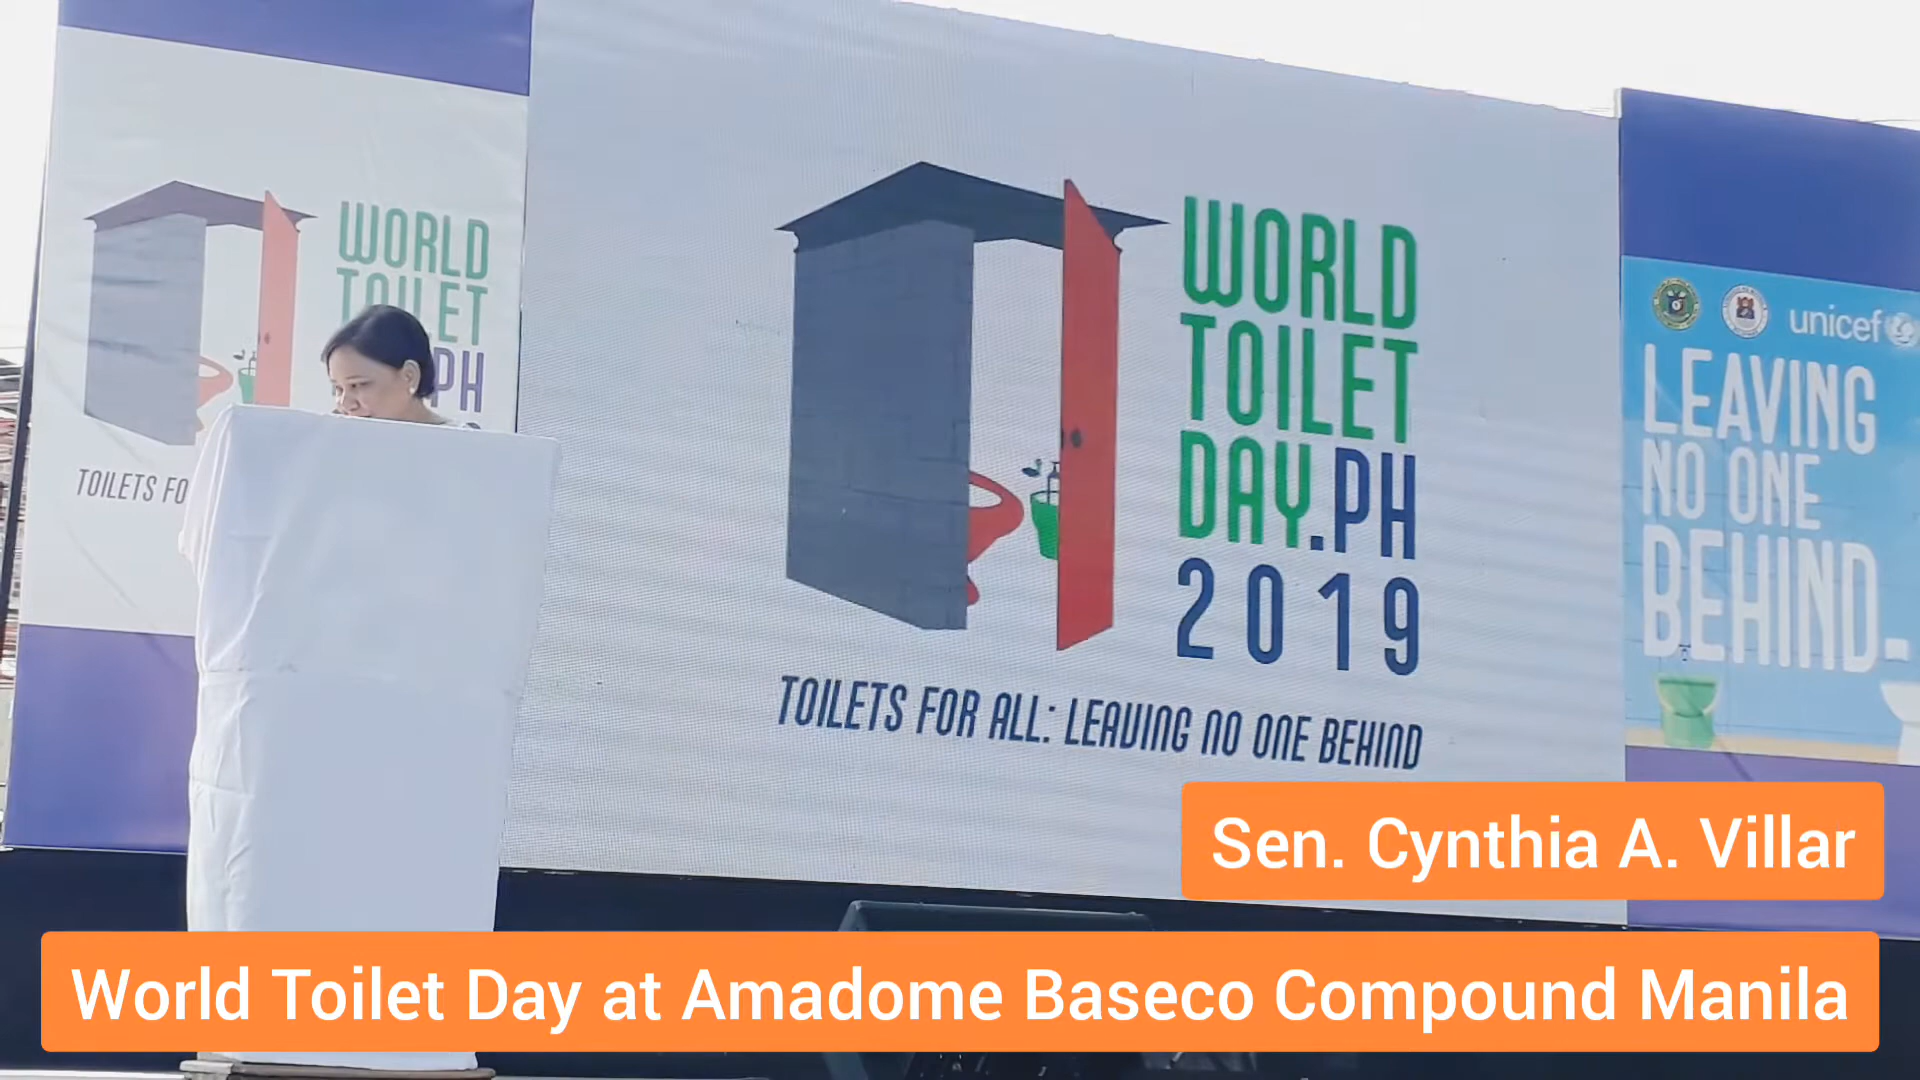 WORLD
TOILET
.PH
TOILETS FO
WORLD
TOILET
DAY.PH
2019
TOILETS FOR ALL: LEAVING NO ONE BEHIND
unicef
LEAVING
NO ONE
BEHIND
Sen. Cynthia A. Villar
World Toilet Day at Amadome Baseco Compound Manila